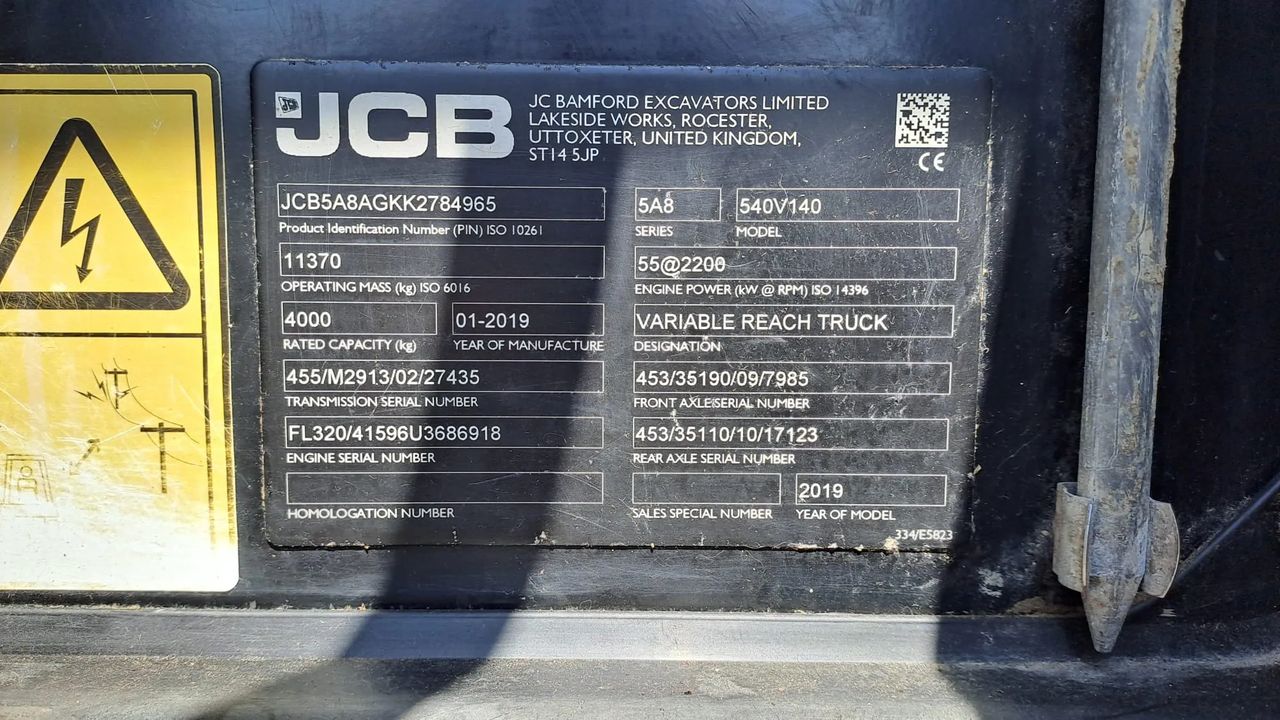 JCB
JC BAMFORD EXCAVATORS LIMITED
LAKESIDE WORKS, ROCESTER,
UTTOXETER, UNITED KINGDOM,
ST14 5JP
CE
JCB5A8AGKK2784965
Product Identification Number (PIN) ISO 10261
5A8
SERIES
540V140
MODEL
11370
OPERATING MASS (kg) ISO 6016
55@2200
ENGINE POWER (kW @ RPM) ISO 14396
4000
RATED CAPACITY (kg)
01-2019
YEAR OF MANUFACTURE
VARIABLE REACH TRUCK
DESIGNATION
455/M2913/02/27435
TRANSMISSION SERIAL NUMBER
453/35190/09/7985
FRONT AXLE SERIAL NUMBER
FL320/41596U3686918
ENGINE SERIAL NUMBER
453/35110/10/17123
REAR AXLE SERIAL NUMBER
HOMOLOGATION NUMBER
SALES SPECIAL NUMBER
2019
YEAR OF MODEL
334/E5823